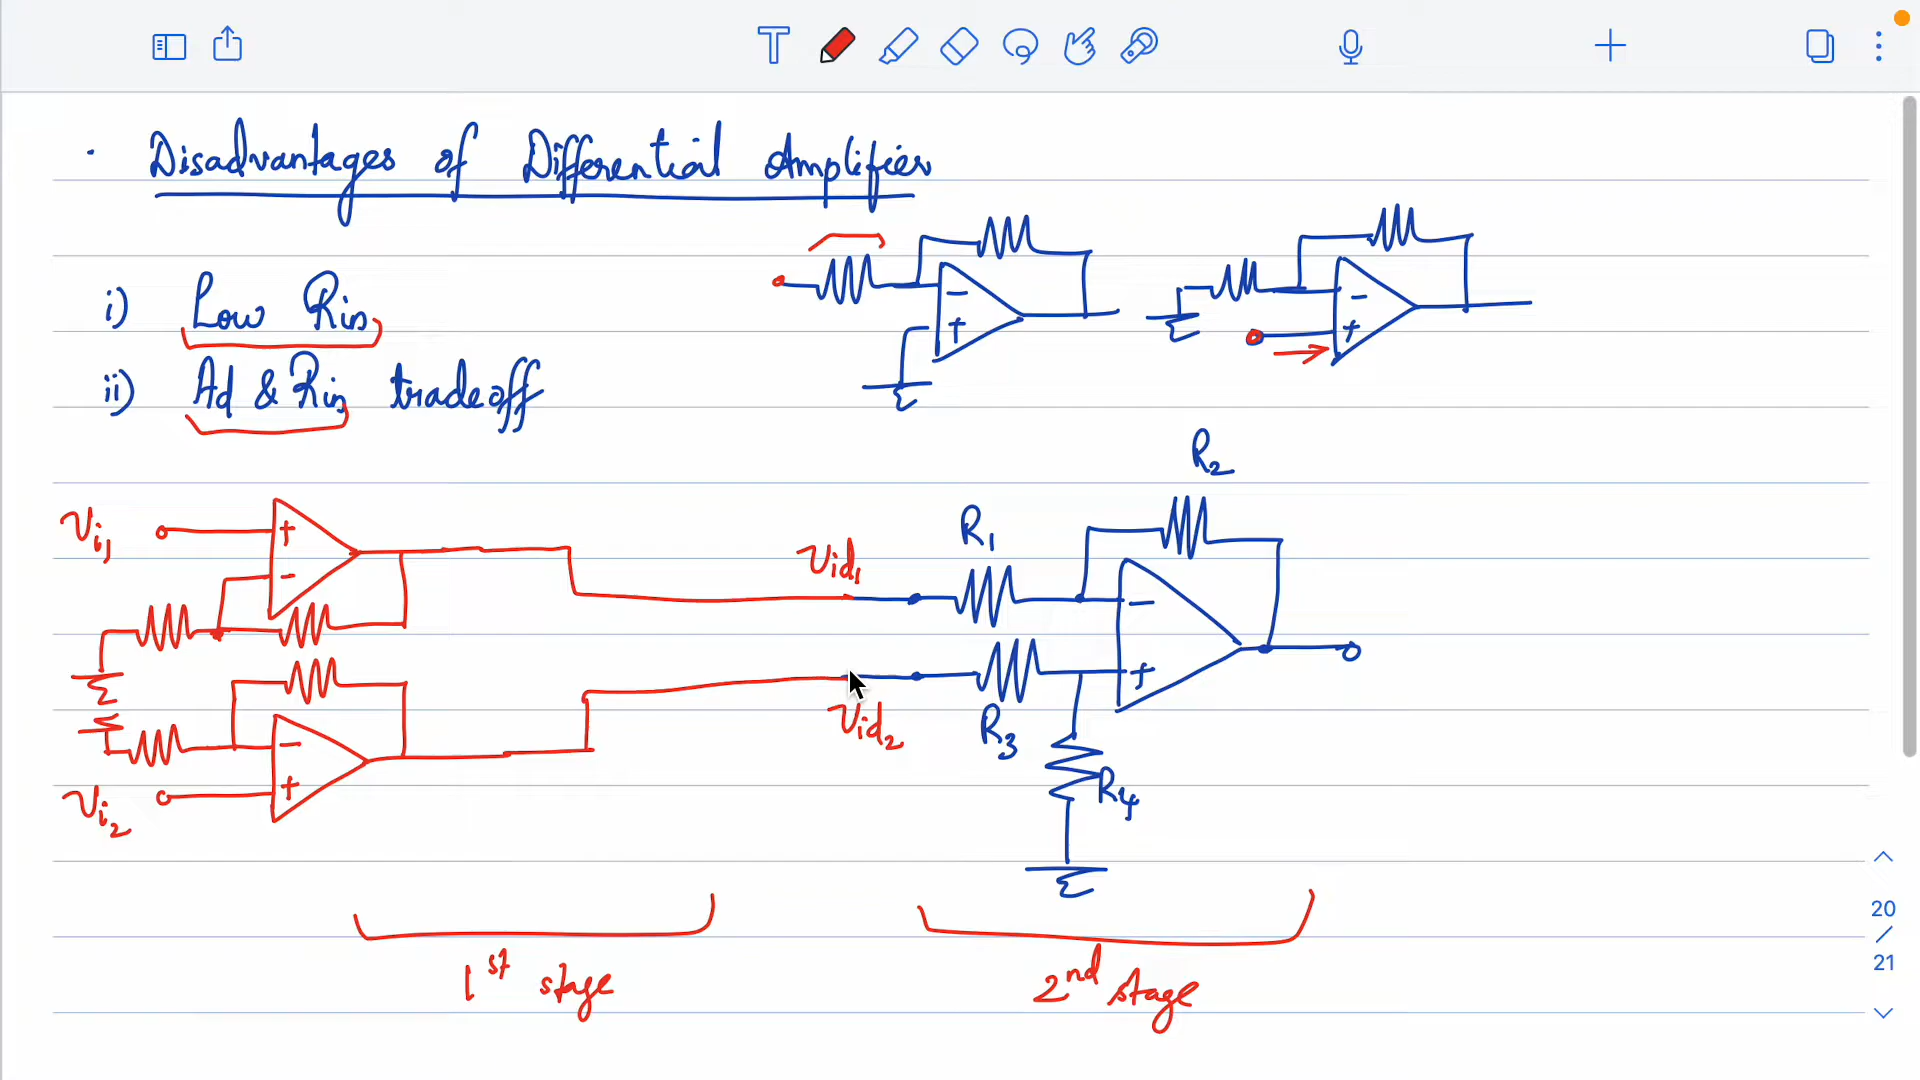 Disadvantages of Differential Amplifier
i) Low Rin
ii) Ad & Rin tradeoff
- +
- +
R2
Vi1
+ -
R1
Vid1
- +
Vid2
R3
R4
- +
Vi2
1st stage
2nd stage
20
/
21
T